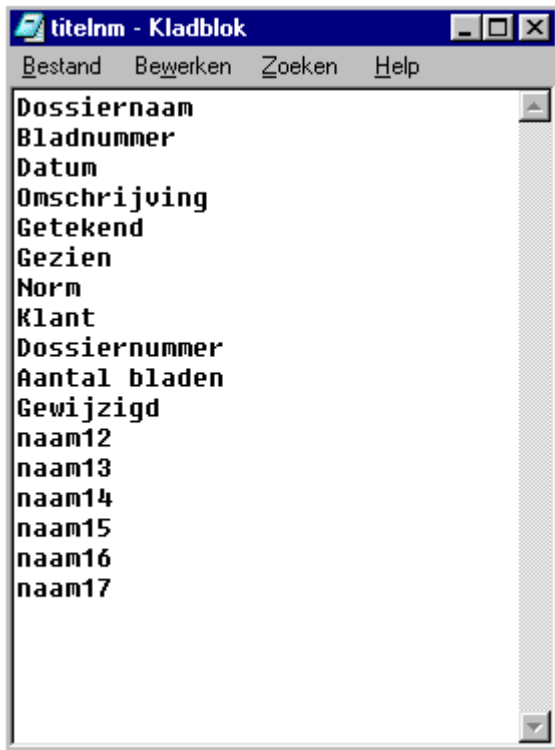 titelnm - Kladblok
Bestand Bewerken Zoeken Help
Dossiernaam
Bladnummer
Datum
Omschrijving
Getekend
Gezien
Norm
Klant
Dossiernummer
Aantal bladen
Gewijzigd
naam12
naam13
naam14
naam15
naam16
naam17